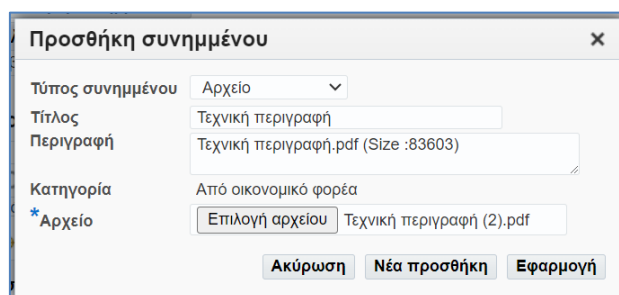 Προσθήκη συνημμένου
Τύπος συνημμένου Αρχείο
Τίτλος Τεχνική περιγραφή
Περιγραφή Τεχνική περιγραφή.pdf (Size :83603)
Κατηγορία Από οικονομικό φορέα
*Αρχείο Επιλογή αρχείου Τεχνική περιγραφή (2).pdf
Ακύρωση Νέα προσθήκη Εφαρμογή